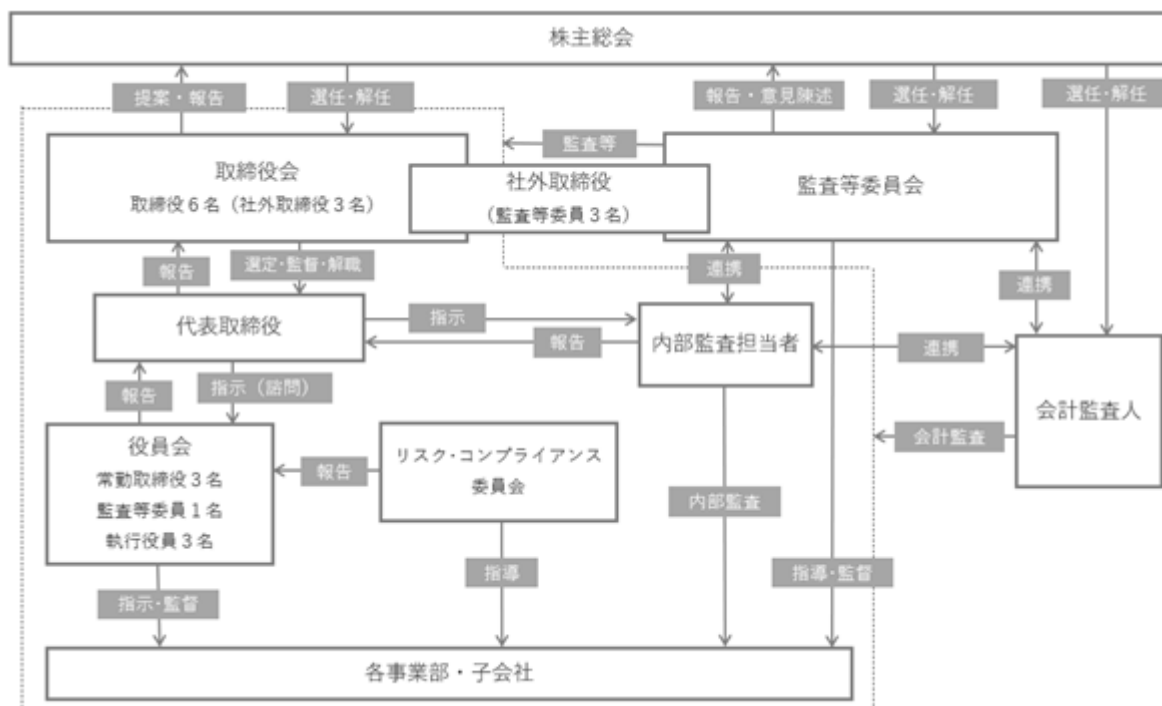 株主総会
提案・報告
選任・解任
報告・意見陳述
選任・解任
選任・解任
監査等
取締役会
取締役６名（社外取締役３名）
社外取締役
（監査等委員３名）
監査等委員会
報告
選定・監督・解職
連携
連携
代表取締役
指示
報告
内部監査担当者
連携
報告
指示（諮問）
会計監査人
会計監査
役員会
常勤取締役３名
監査等委員１名
執行役員３名
報告
リスク・コンプライアンス
委員会
内部監査
指示・監督
指導
指導・監督
各事業部・子会社